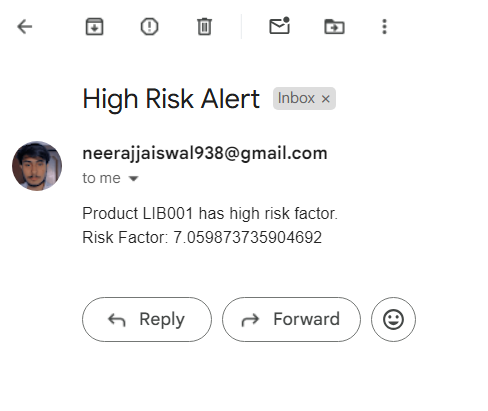 High Risk Alert Inbox ×
neerajjaiswal938@gmail.com
to me
Product LIB001 has high risk factor.
Risk Factor: 7.059873735904692
Reply Forward